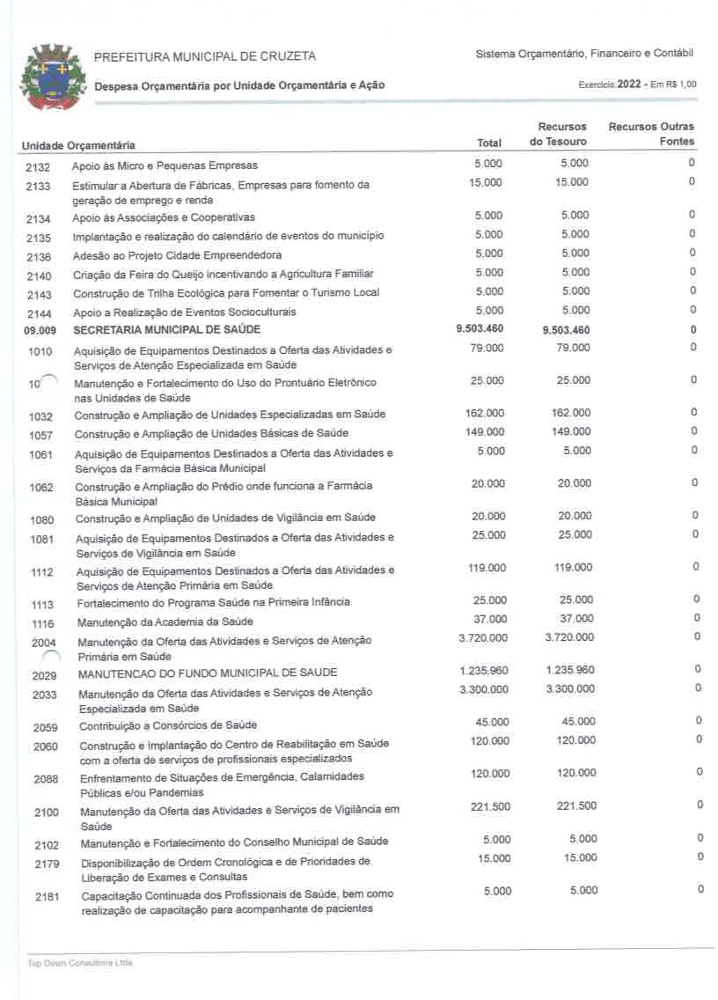 PREFEITURA MUNICIPAL DE CRUZETA
Sistema Orçamentário, Financeiro e Contábil
Despesa Orçamentária por Unidade Orçamentária e Ação
Exercício:2022 - Em R$ 1,00
Unidade Orçamentária Total Recursos do Tesouro Recursos Outras Fontes
2132 Apoio às Micro e Pequenas Empresas 5.000 5.000 0
2133 Estimular a Abertura de Fábricas, Empresas para fomento da 15.000 15.000 0
geração de emprego e renda
2134 Apoio às Associações e Cooperativas 5.000 5.000 0
2135 Implantação e realização do calendário de eventos do município 5.000 5.000 0
2136 Adesão ao Projeto Cidade Empreendedora 5.000 5.000 0
2140 Criação da Feira do Queijo incentivando a Agricultura Familiar 5.000 5.000 0
2143 Construção de Trilha Ecológica para Fomentar o Turismo Local 5.000 5.000 0
2144 Apoio a Realização de Eventos Socioculturais 5.000 5.000 0
09.009 SECRETARIA MUNICIPAL DE SAÚDE 9.503.460 9.503.460 0
1010 Aquisição de Equipamentos Destinados a Oferta das Atividades e 79.000 79.000 0
Serviços de Atenção Especializada em Saúde
10 Manutenção e Fortalecimento do Uso do Prontuário Eletrônico 25.000 25.000 0
nas Unidades de Saúde
1032 Construção e Ampliação de Unidades Especializadas em Saúde 162.000 162.000 0
1057 Construção e Ampliação de Unidades Básicas de Saúde 149.000 149.000 0
1061 Aquisição de Equipamentos Destinados a Oferta das Atividades e 5.000 5.000 0
Serviços da Farmácia Básica Municipal
1062 Construção e Ampliação do Prédio onde funciona a Farmácia 20.000 20.000 0
Básica Municipal
1080 Construção e Ampliação de Unidades de Vigilância em Saúde 20.000 20.000 0
1081 Aquisição de Equipamentos Destinados a Oferta das Atividades e 25.000 25.000 0
Serviços de Vigilância em Saúde
1112 Aquisição de Equipamentos Destinados a Oferta das Atividades e 119.000 119.000 0
Serviços de Atenção Primária em Saúde
1113 Fortalecimento do Programa Saúde na Primeira Infância 25.000 25.000 0
1116 Manutenção da Academia da Saúde 37.000 37.000 0
2004 Manutenção da Oferta das Atividades e Serviços de Atenção 3.720.000 3.720.000 0
Primária em Saúde
2029 MANUTENCAO DO FUNDO MUNICIPAL DE SAUDE 1.235.960 1.235.960 0
2033 Manutenção da Oferta das Atividades e Serviços de Atenção 3.300.000 3.300.000 0
Especializada em Saúde
2059 Contribuição a Consórcios de Saúde 45.000 45.000 0
2060 Construção e Implantação do Centro de Reabilitação em Saúde 120.000 120.000 0
com a oferta de serviços de profissionais especializados
2088 Enfrentamento de Situações de Emergência, Calamidades 120.000 120.000 0
Públicas e/ou Pandemias
2100 Manutenção da Oferta das Atividades e Serviços de Vigilância em 221.500 221.500 0
Saúde
2102 Manutenção e Fortalecimento do Conselho Municipal de Saúde 5.000 5.000 0
2179 Disponibilização de Ordem Cronológica e de Prioridades de 15.000 15.000 0
Liberação de Exames e Consultas
2181 Capacitação Continuada dos Profissionais de Saúde, bem como 5.000 5.000 0
realização de capacitação para acompanhante de pacientes
Top Down Consultoria Ltda